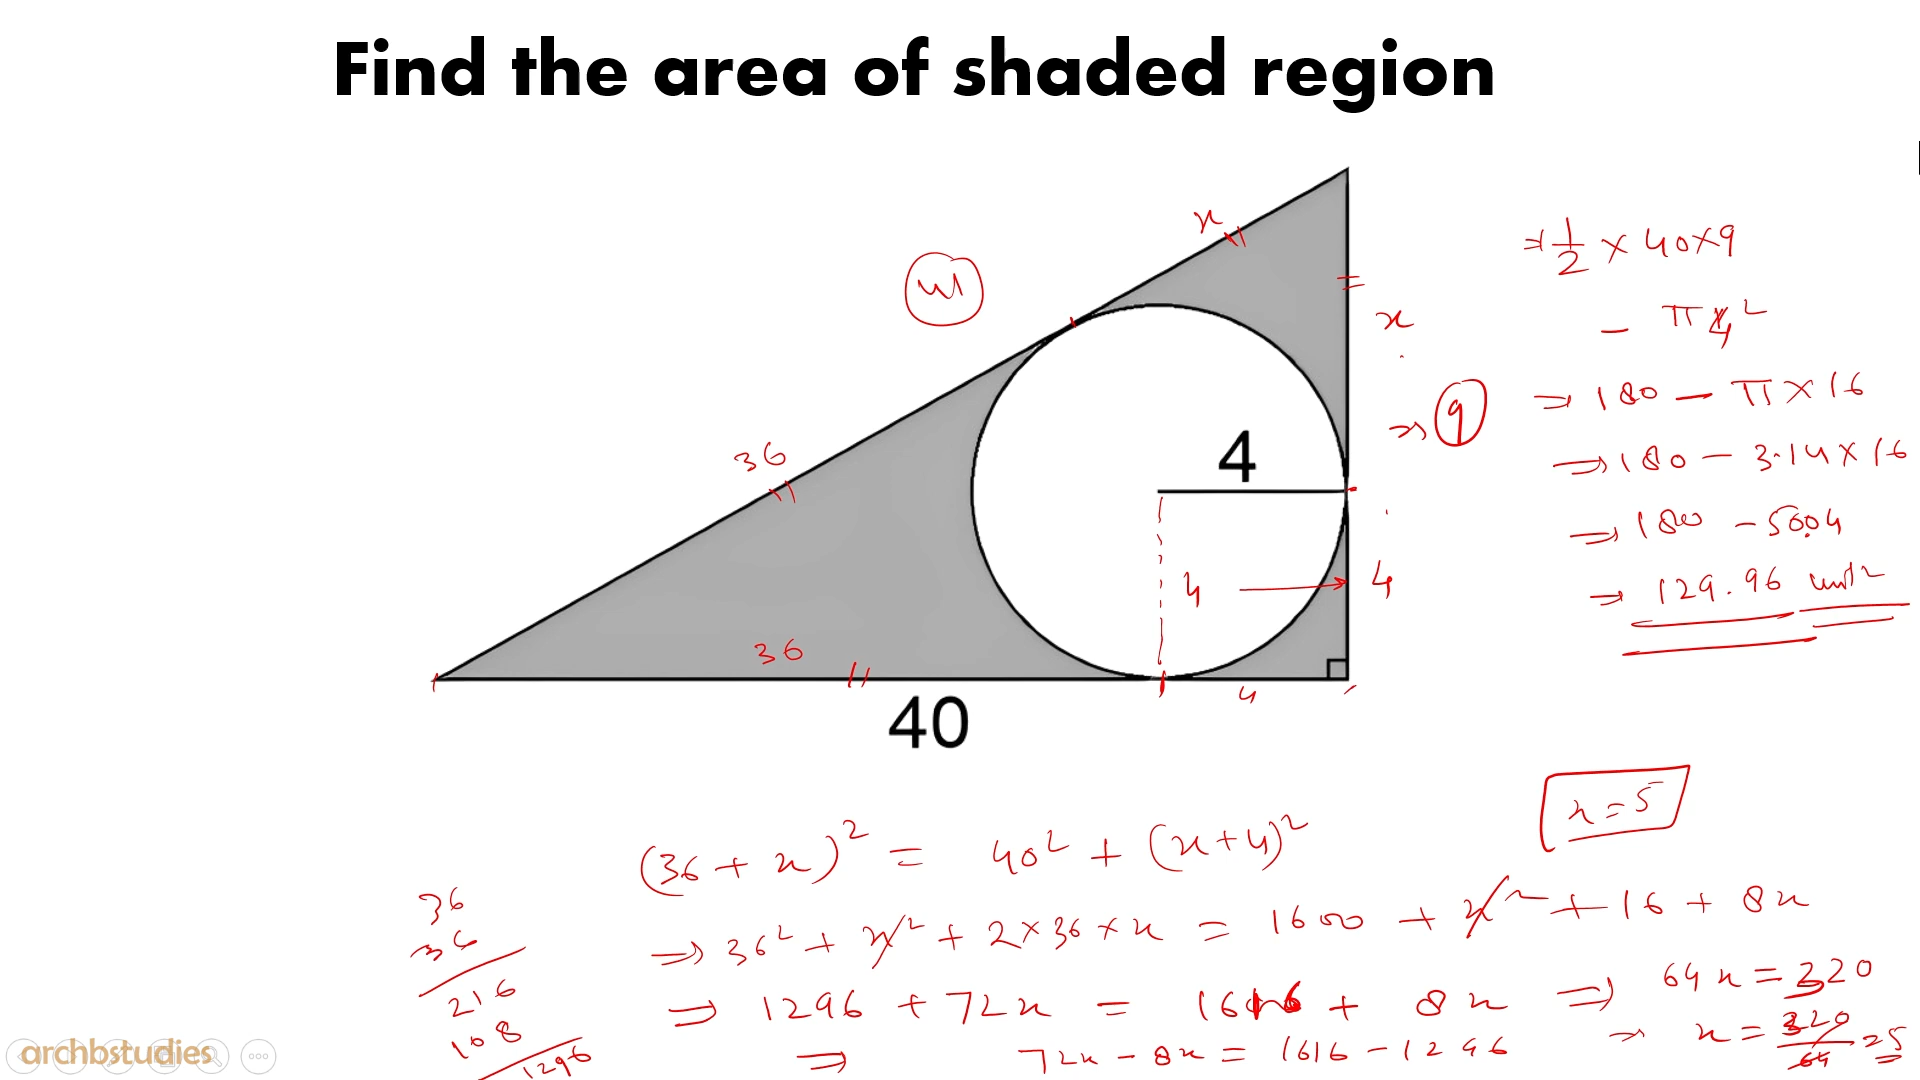 Find the area of shaded region
x
41
36
4
x
⇒ 9
4
4
36
4
40
⇒ 1/2 × 40×9
- π 4²
⇒ 180 - π × 16
⇒ 180 - 3.14 × 16
⇒ 180 - 50.4
⇒ 129.96 unit²
x = 5
(36 + x)² = 40² + (x+4)²
⇒ 36² + x² + 2×36×x = 1600 + x² + 16 + 8x
⇒ 1296 + 72x = 1616 + 8x ⇒ 64x = 320
⇒ 72x - 8x = 1616 - 1296
⇒ x = 320/64 = 5
36
36
216
108
1296
archbstudies